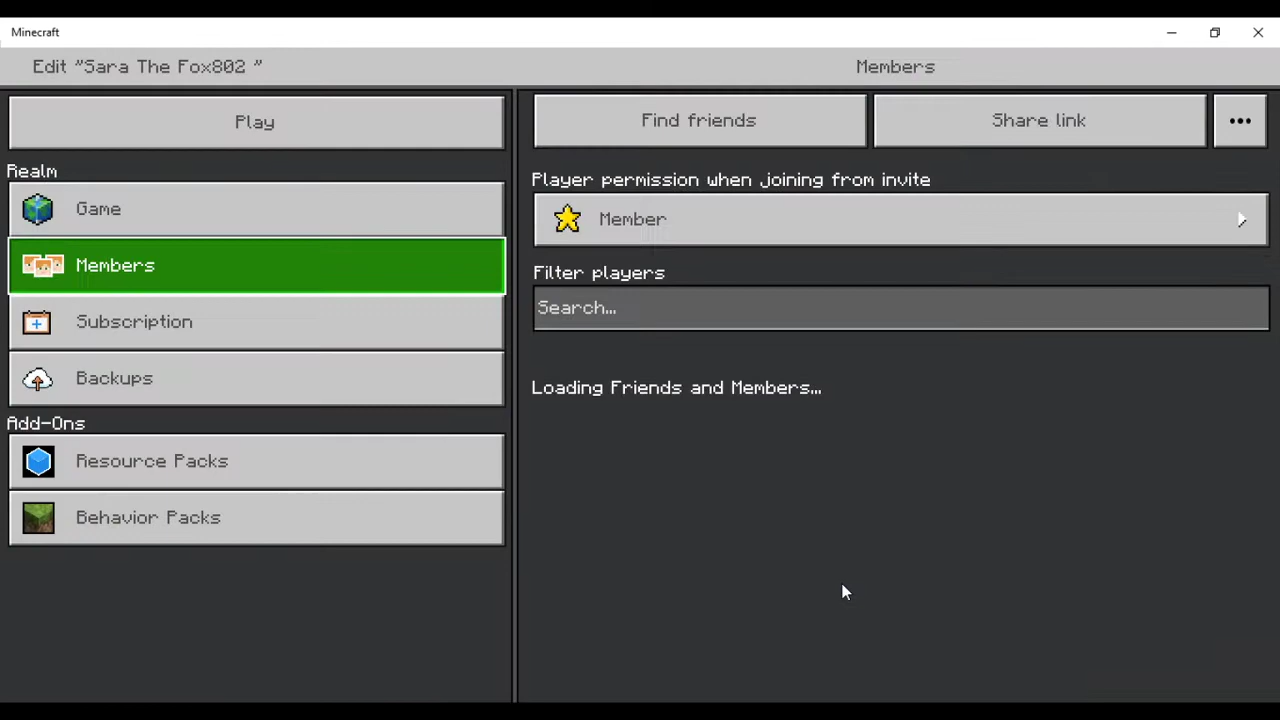 Minecraft
Edit "Sara The Fox802 "
Members
Play
Realm
Game
Members
Subscription
Backups
Add-Ons
Resource Packs
Behavior Packs
Find friends
Share link
•••
Player permission when joining from invite
Member
Filter players
Search...
Loading Friends and Members...